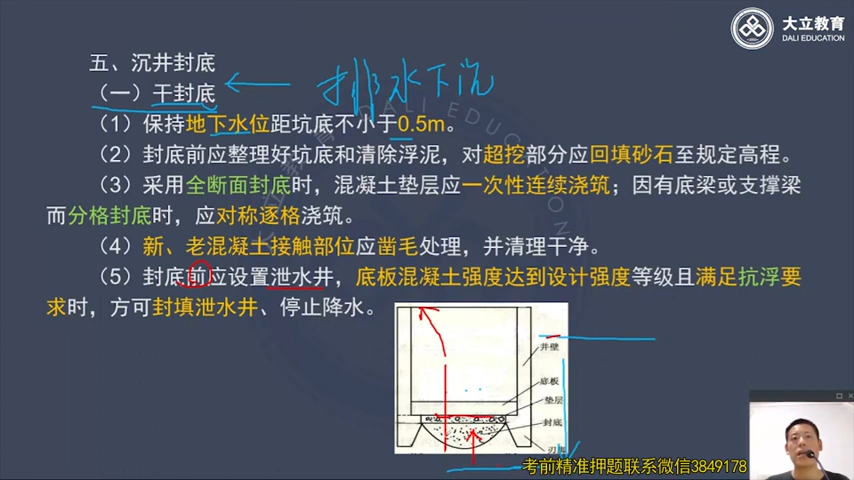 大立教育
DALI EDUCATION
五、沉井封底
（一）干封底
排水下沉
（1）保持地下水位距坑底不小于0.5m。
（2）封底前应整理好坑底和清除浮泥，对超挖部分应回填砂石至规定高程。
（3）采用全断面封底时，混凝土垫层应一次性连续浇筑；因有底梁或支撑梁
而分格封底时，应对称逐格浇筑。
（4）新、老混凝土接触部位应凿毛处理，并清理干净。
（5）封底前应设置泄水井，底板混凝土强度达到设计强度等级且满足抗浮要
求时，方可封填泄水井、停止降水。
井壁
底板
垫层
封底
考前精准押题联系微信3849178